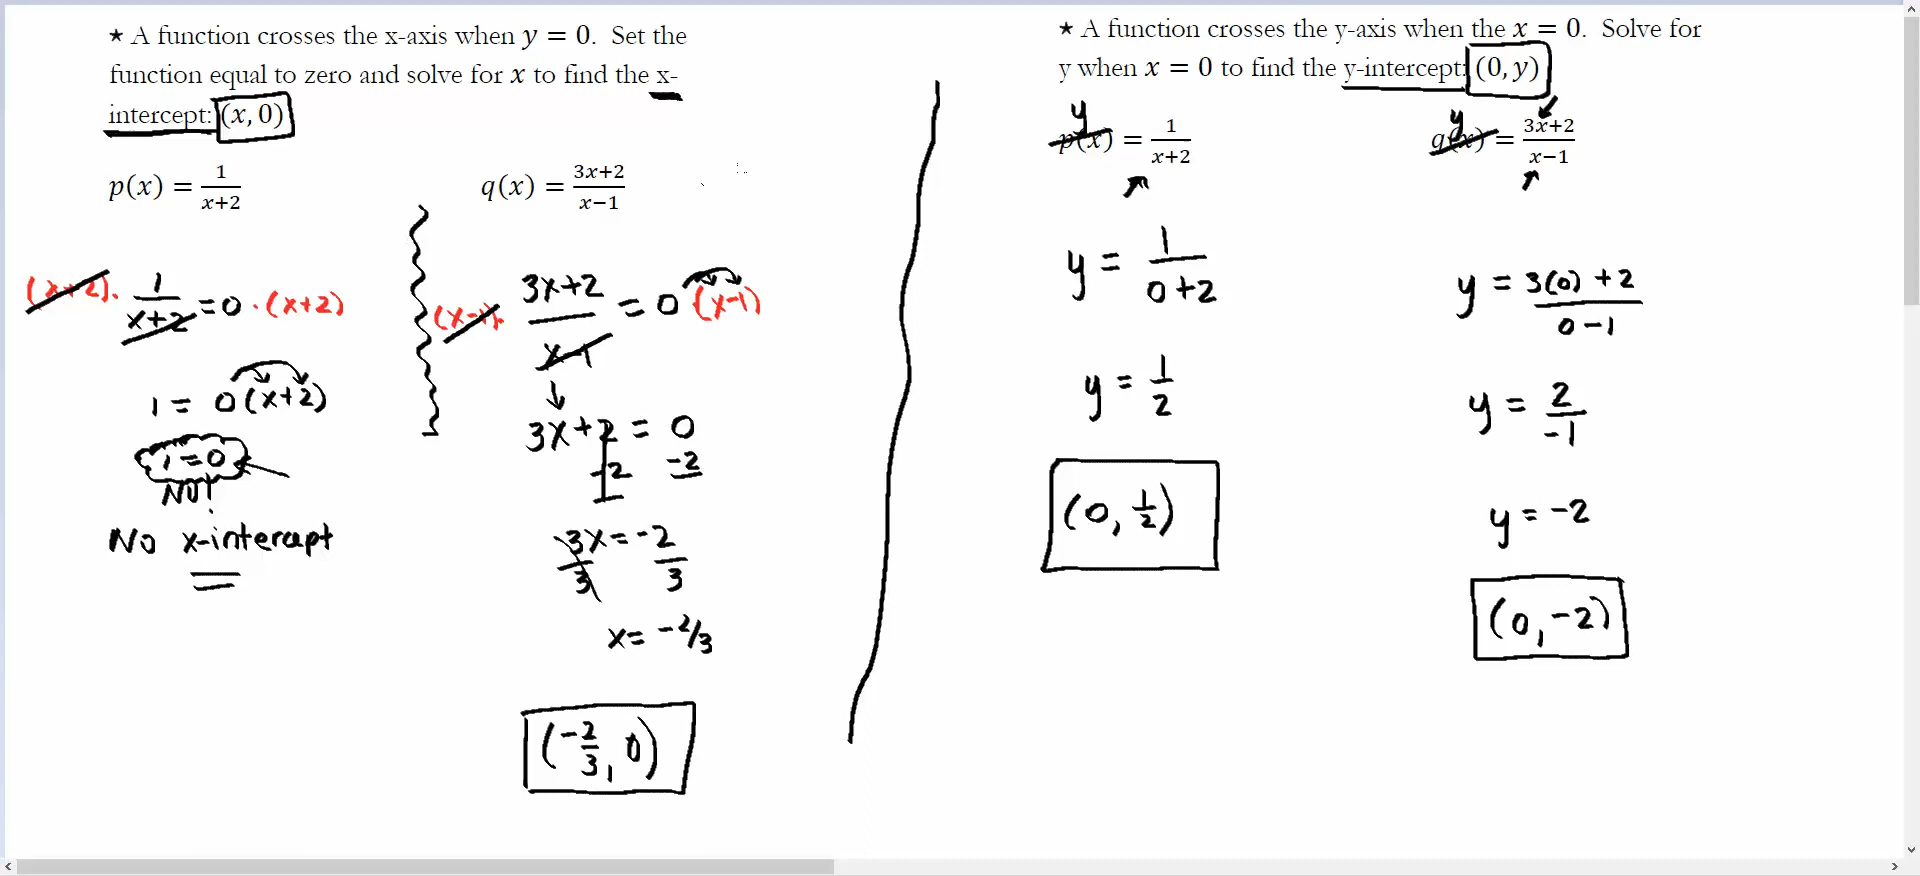 ★ A function crosses the x-axis when y = 0. Set the
function equal to zero and solve for x to find the x-
intercept: (x, 0)
p(x) = 1/(x+2)
q(x) = (3x+2)/(x−1)
(x+2) · 1/(x+2) = 0 · (x+2)
1 = 0(x+2)
1 = 0
NO!
No x-intercept
(x-1) · (3x+2)/(x-1) = 0 (x-1)
3x+2 = 0
-2 -2
3x = -2
3 3
x = -2/3
(-2/3, 0)
★ A function crosses the y-axis when the x = 0. Solve for
y when x = 0 to find the y-intercept: (0, y)
y
p(x) = 1/(x+2)
y
q(x) = (3x+2)/(x−1)
y = 1/(0+2)
y = 1/2
(0, 1/2)
y = (3(0)+2)/(0-1)
y = 2/-1
y = -2
(0, -2)